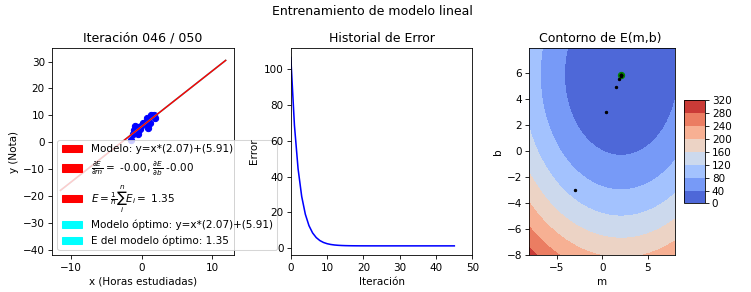 Entrenamiento de modelo lineal
Iteración 046 / 050
30
20
10
0
−10
−20
−30
−40
−10
0
10
y (Nota)
x (Horas estudiadas)
Modelo: y=x*(2.07)+(5.91)
∂E/∂m = -0.00, ∂E/∂b -0.00
E = 1/n ∑_i^n E_i = 1.35
Modelo óptimo: y=x*(2.07)+(5.91)
E del modelo óptimo: 1.35
Historial de Error
100
80
60
40
20
0
0
10
20
30
40
50
Error
Iteración
Contorno de E(m,b)
6
4
2
0
−2
−4
−6
−8
−5
0
5
b
m
320
280
240
200
160
120
80
40
0